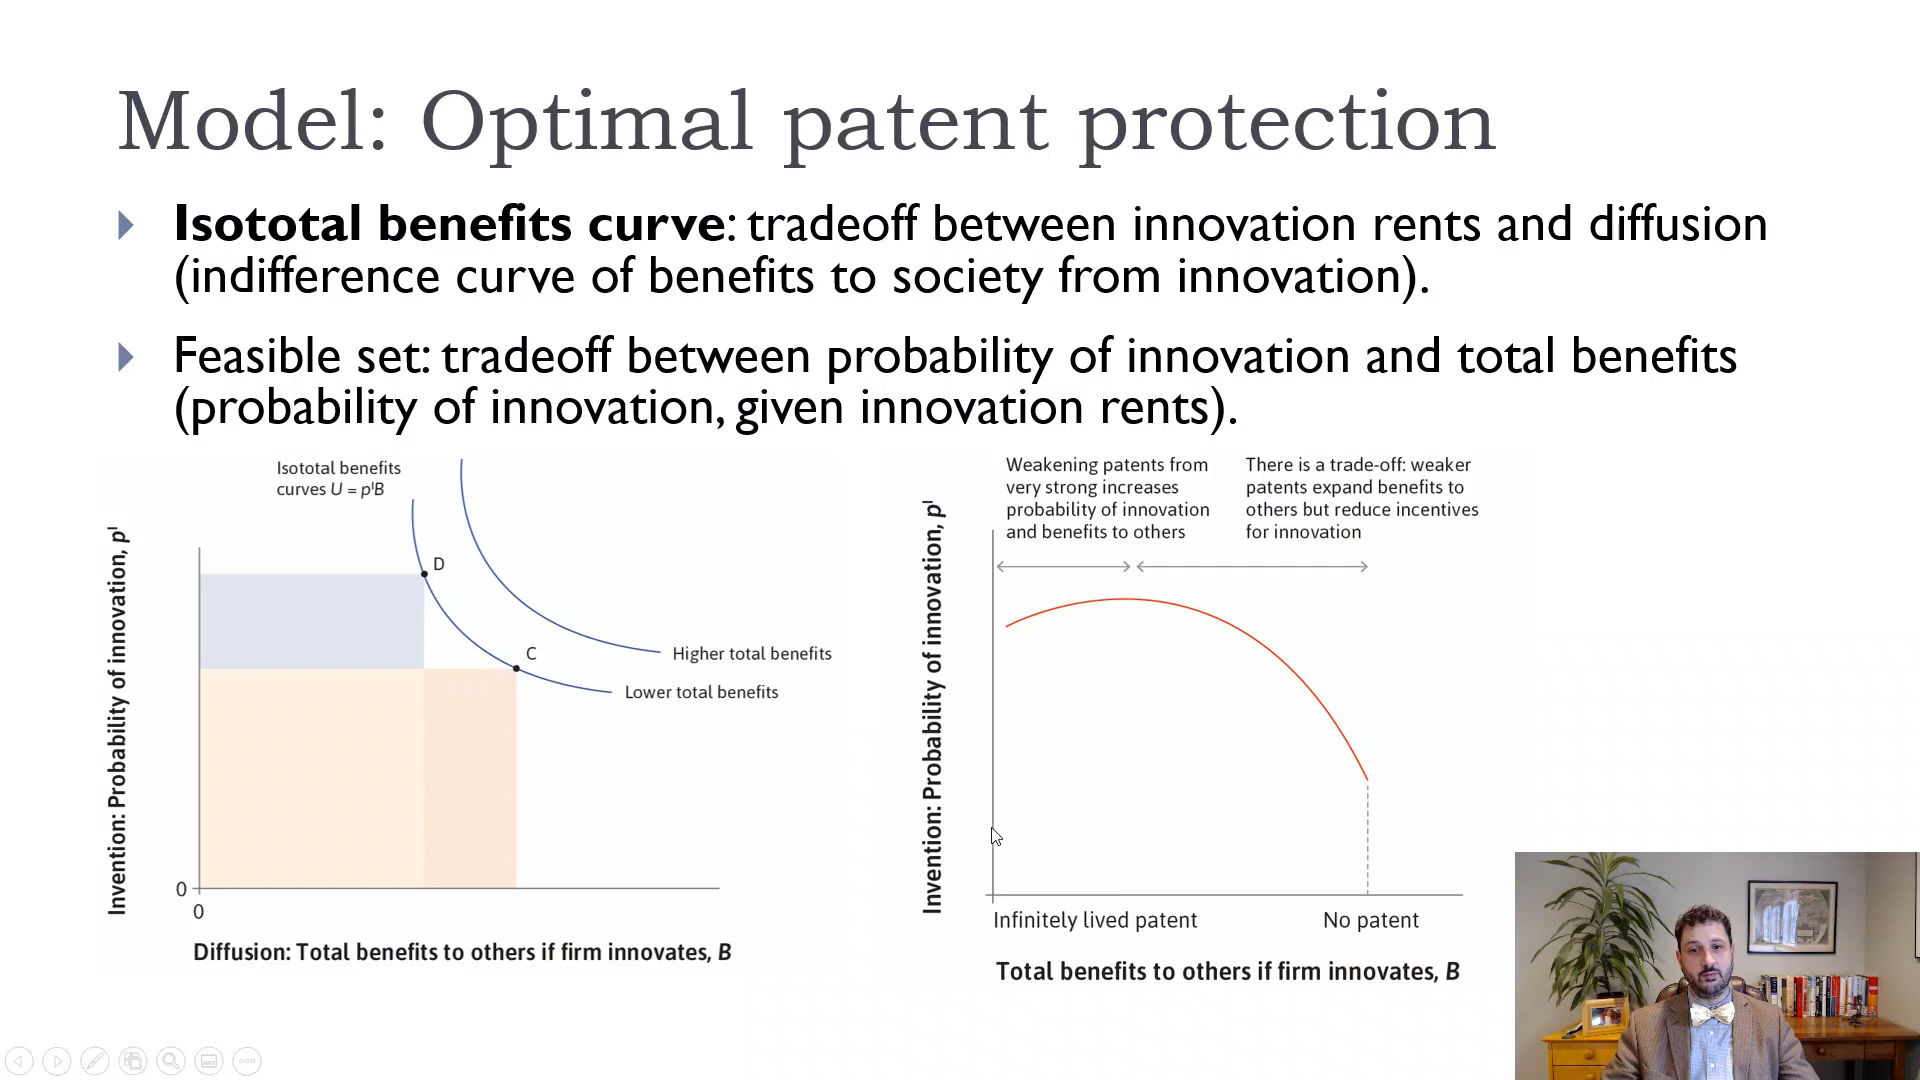 Model: Optimal patent protection
Isototal benefits curve: tradeoff between innovation rents and diffusion
(indifference curve of benefits to society from innovation).
Feasible set: tradeoff between probability of innovation and total benefits
(probability of innovation, given innovation rents).
Isototal benefits
curves U = pᴵB
Invention: Probability of innovation, pᴵ
D
C
Higher total benefits
Lower total benefits
0
0
Diffusion: Total benefits to others if firm innovates, B
Weakening patents from
very strong increases
probability of innovation
and benefits to others
There is a trade-off: weaker
patents expand benefits to
others but reduce incentives
for innovation
Invention: Probability of innovation, pᴵ
Infinitely lived patent
No patent
Total benefits to others if firm innovates, B